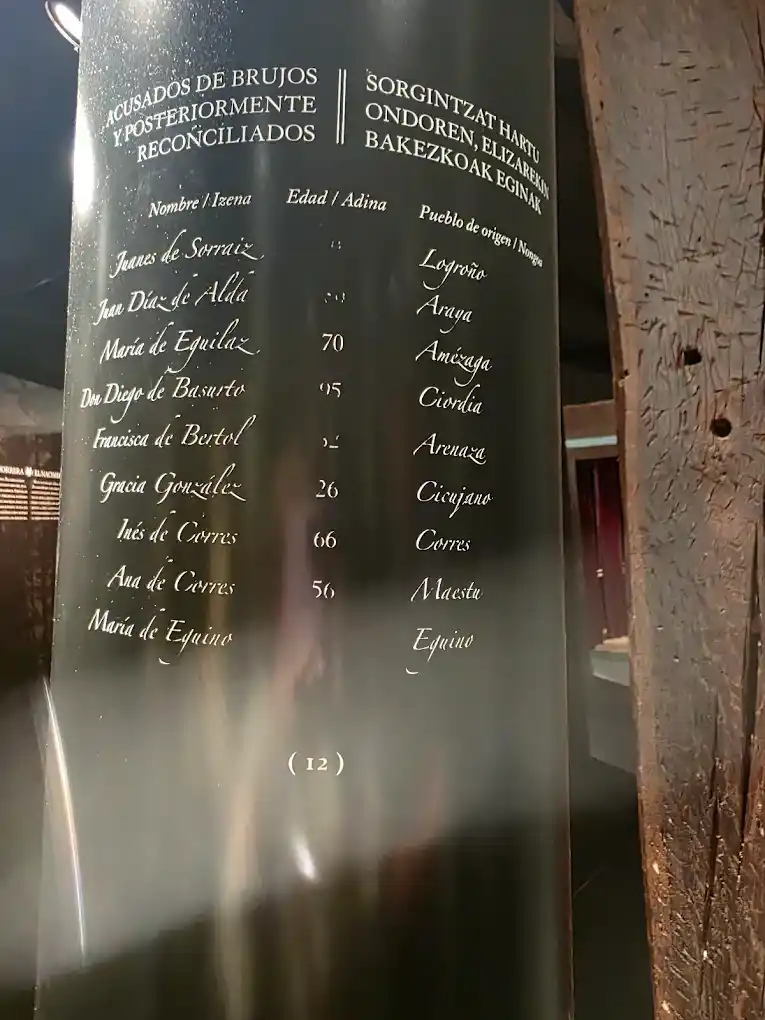 ACUSADOS DE BRUJOS
Y POSTERIORMENTE
RECONCILIADOS
SORGINTZAT HARTU
ONDOREN, ELIZAREKIN
BAKEZKOAK EGINAK
Nombre / Izena Edad / Adina Pueblo de origen / Nongoa
Juanes de Sorraiz Logroño
Juan Díaz de Alda Araya
María de Eguilaz 70 Amézaga
Don Diego de Basurto Ciordia
Francisca de Bertol Arenaza
Gracia González 26 Cicujano
Inés de Corres 66 Corres
Ana de Corres 56 Maestu
María de Eguino Eguino
( 12 )